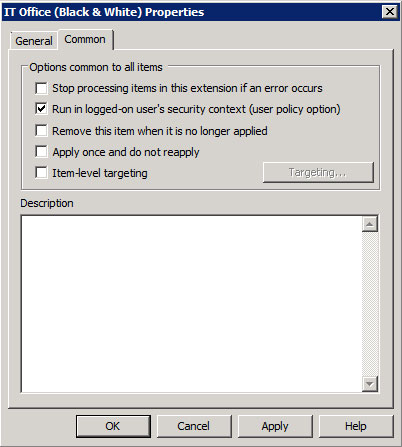 IT Office (Black & White) Properties
General
Common
Options common to all items
Stop processing items in this extension if an error occurs
Run in logged-on user's security context (user policy option)
Remove this item when it is no longer applied
Apply once and do not reapply
Item-level targeting
Targeting...
Description
OK
Cancel
Apply
Help